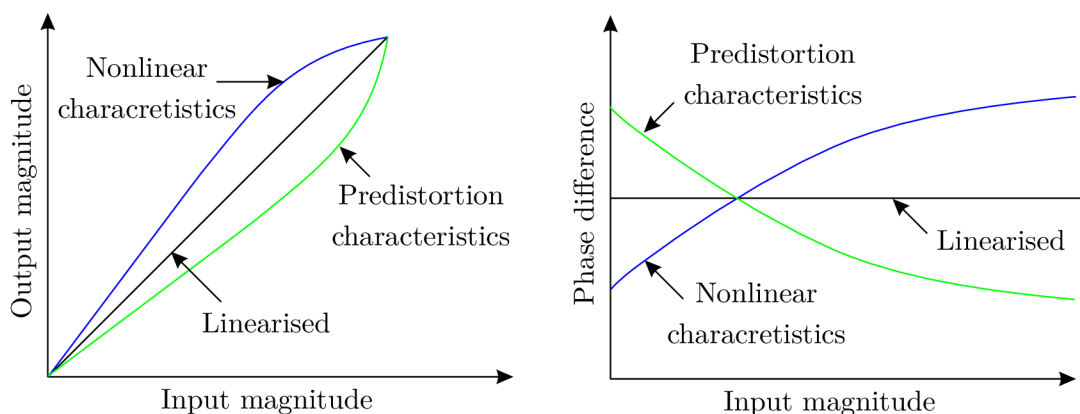 Output magnitude
Nonlinear
characretistics
Predistortion
characteristics
Linearised
Input magnitude
Phase difference
Predistortion
characteristics
Linearised
Nonlinear
characretistics
Input magnitude